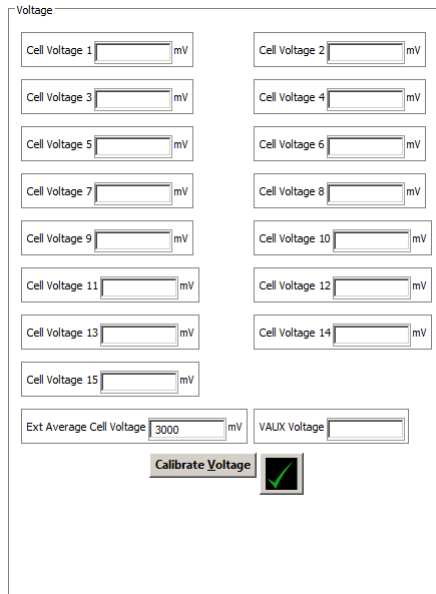 Voltage
Cell Voltage 1 mV Cell Voltage 2 mV
Cell Voltage 3 mV Cell Voltage 4 mV
Cell Voltage 5 mV Cell Voltage 6 mV
Cell Voltage 7 mV Cell Voltage 8 mV
Cell Voltage 9 mV Cell Voltage 10 mV
Cell Voltage 11 mV Cell Voltage 12 mV
Cell Voltage 13 mV Cell Voltage 14 mV
Cell Voltage 15 mV
Ext Average Cell Voltage 3000 mV VAUX Voltage
Calibrate Voltage